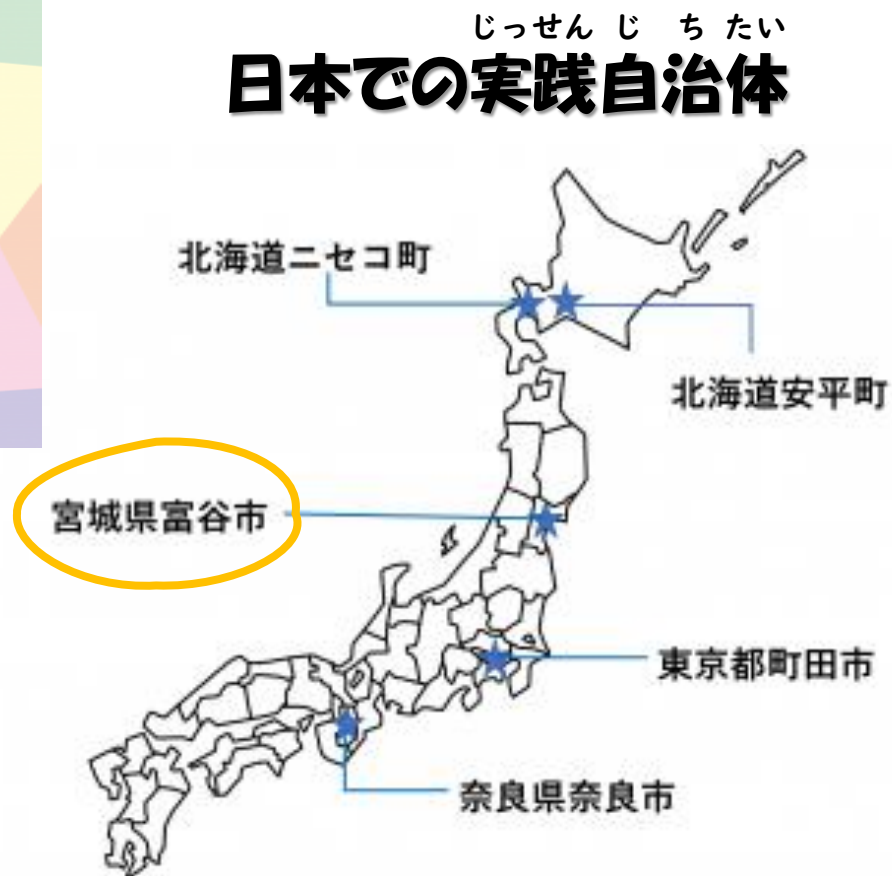 じっせん じ ち たい
日本での実践自治体
北海道ニセコ町
北海道安平町
宮城県富谷市
東京都町田市
奈良県奈良市